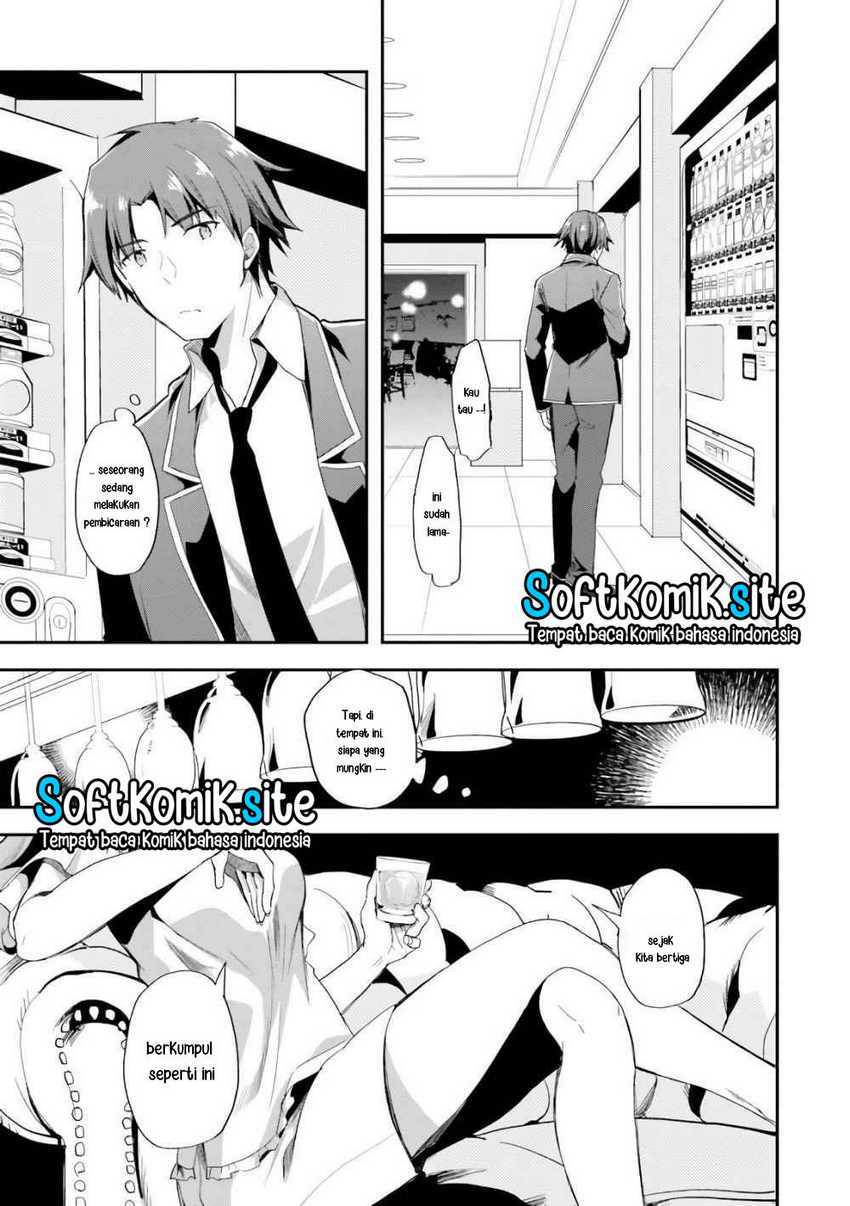 Kau
tau --!
ini
sudah
lama-
... seseorang
sedang
melakukan
pembicaraan ?
SoftKomik.site
Tempat baca Komik bahasa indonesia
Tapi. di
tempat ini.
siapa yang
mungkin ---
SoftKomik.site
Tempat baca Komik bahasa indonesia
sejak
kita bertiga
berkumpul
seperti ini